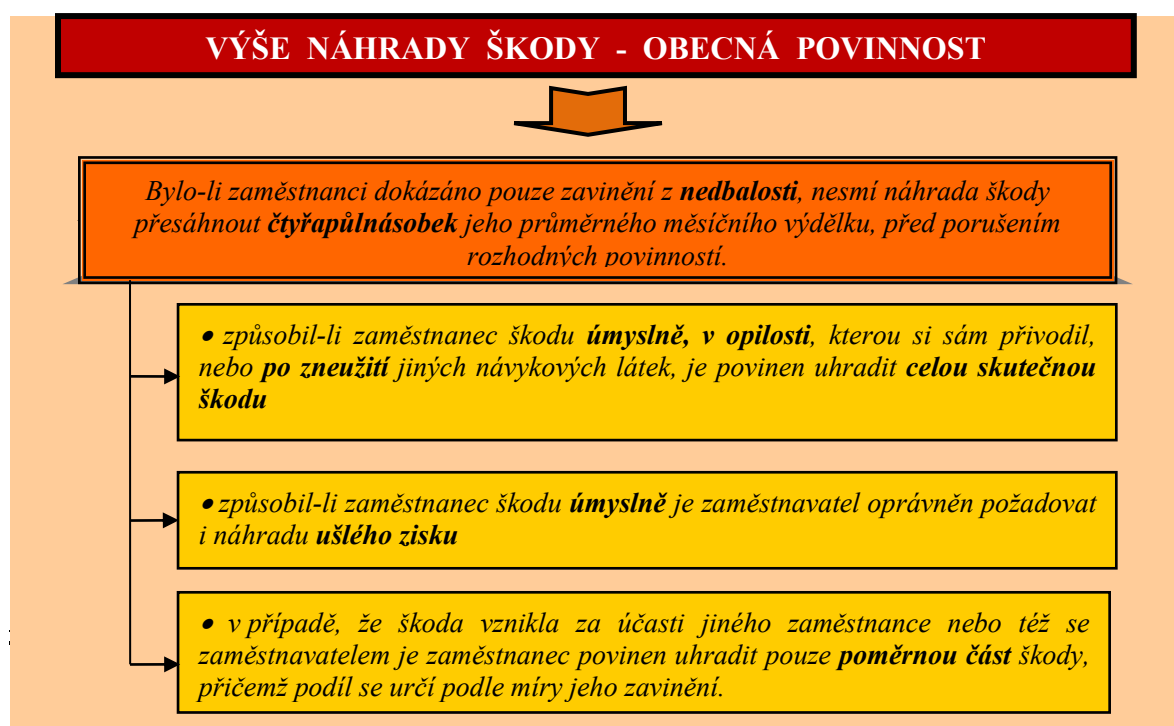 VÝŠE NÁHRADY ŠKODY - OBECNÁ POVINNOST
Bylo-li zaměstnanci dokázáno pouze zavinění z nedbalosti, nesmí náhrada škody
přesáhnout čtyřapůlnásobek jeho průměrného měsíčního výdělku, před porušením
rozhodných povinností.
• způsobil-li zaměstnanec škodu úmyslně, v opilosti, kterou si sám přivodil,
nebo po zneužití jiných návykových látek, je povinen uhradit celou skutečnou
škodu
• způsobil-li zaměstnanec škodu úmyslně je zaměstnavatel oprávněn požadovat
i náhradu ušlého zisku
• v případě, že škoda vznikla za účasti jiného zaměstnance nebo též se
zaměstnavatelem je zaměstnanec povinen uhradit pouze poměrnou část škody,
přičemž podíl se určí podle míry jeho zavinění.